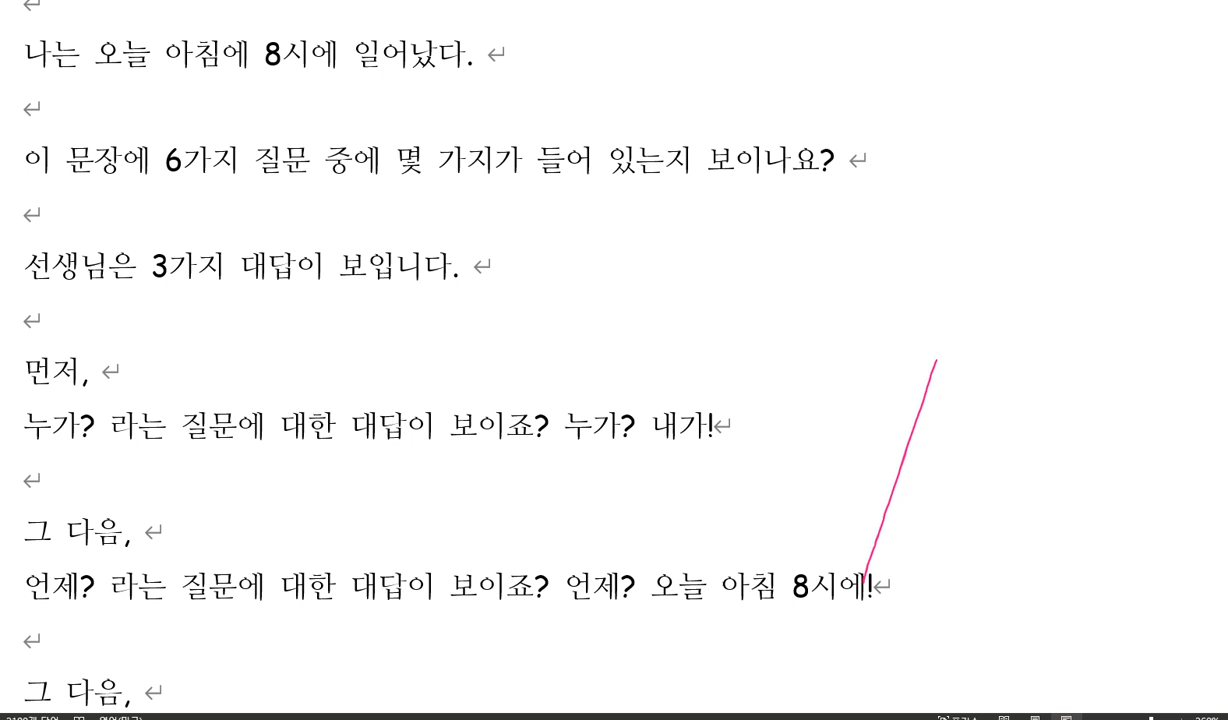 나는 오늘 아침에 8시에 일어났다.
이 문장에 6가지 질문 중에 몇 가지가 들어 있는지 보이나요?
선생님은 3가지 대답이 보입니다.
먼저,
누가? 라는 질문에 대한 대답이 보이죠? 누가? 내가!
그 다음,
언제? 라는 질문에 대한 대답이 보이죠? 언제? 오늘 아침 8시에!
그 다음,